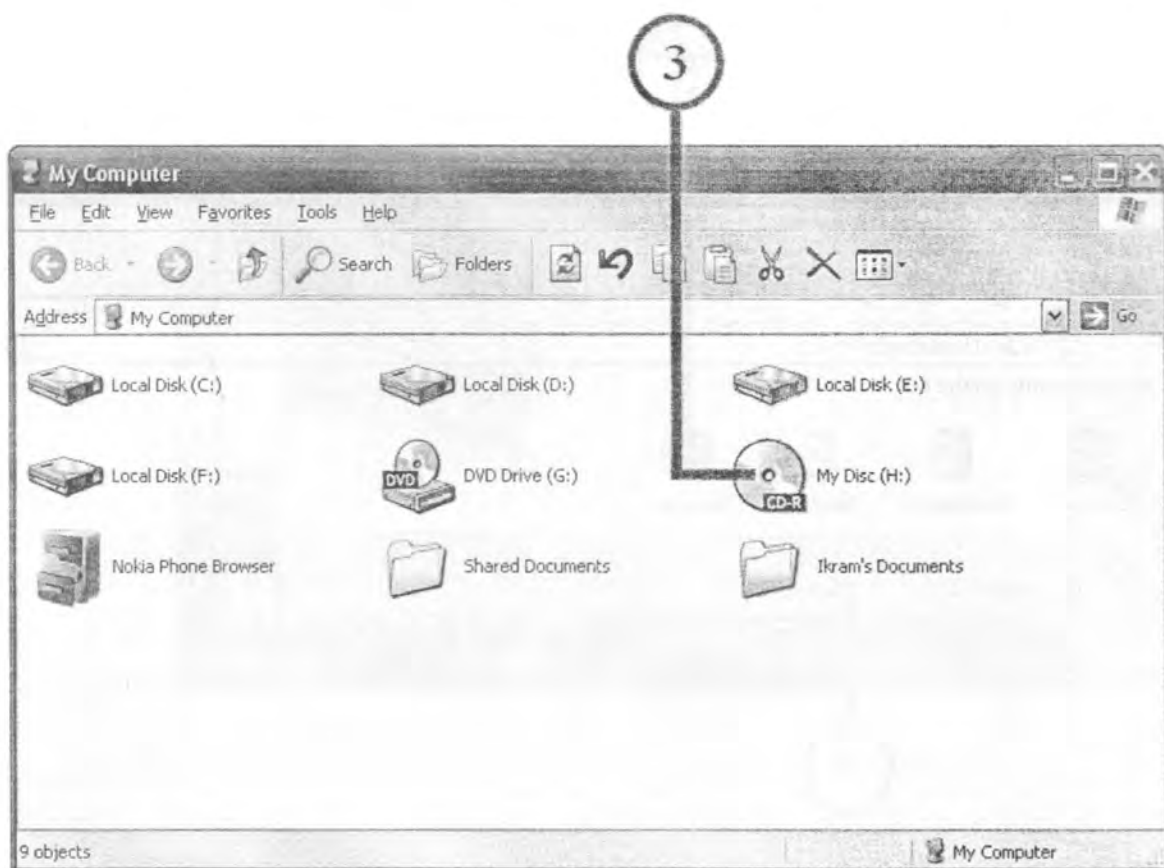 3
My Computer
File Edit View Favorites Tools Help
Back Search Folders
Address My Computer Go
Local Disk (C:) Local Disk (D:) Local Disk (E:)
Local Disk (F:) DVD DVD Drive (G:) CD-R My Disc (H:)
Nokia Phone Browser Shared Documents Ikram's Documents
9 objects My Computer